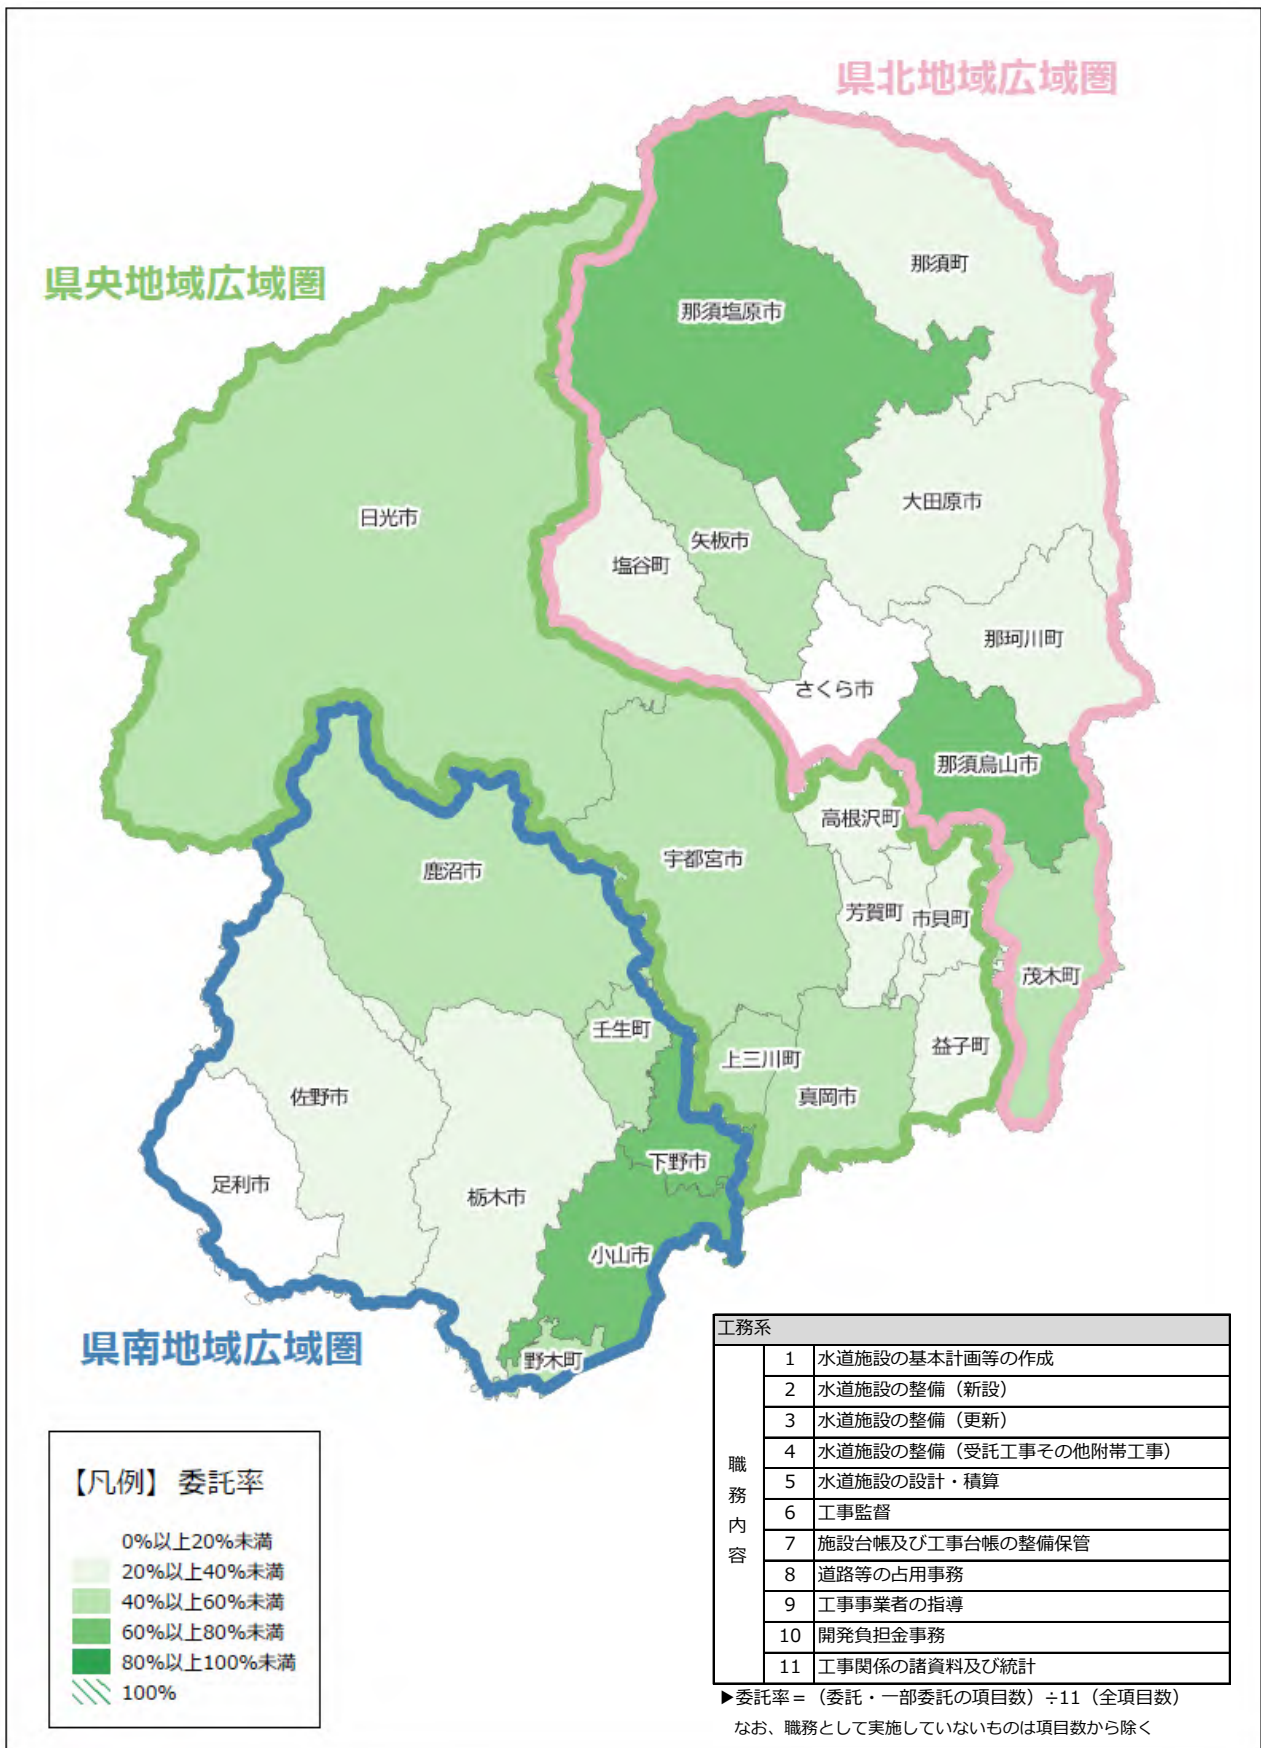 県北地域広域圏
県央地域広域圏
那須町
那須塩原市
大田原市
日光市
矢板市
塩谷町
那珂川町
さくら市
那須烏山市
高根沢町
宇都宮市
鹿沼市
芳賀町
市貝町
茂木町
壬生町
上三川町
益子町
佐野市
真岡市
下野市
足利市
栃木市
小山市
県南地域広域圏
野木町
【凡例】 委託率
0%以上20%未満
20%以上40%未満
40%以上60%未満
60%以上80%未満
80%以上100%未満
100%
工務系
職務内容
1 水道施設の基本計画等の作成
2 水道施設の整備（新設）
3 水道施設の整備（更新）
4 水道施設の整備（受託工事その他附帯工事）
5 水道施設の設計・積算
6 工事監督
7 施設台帳及び工事台帳の整備保管
8 道路等の占用事務
9 工事事業者の指導
10 開発負担金事務
11 工事関係の諸資料及び統計
▶委託率＝（委託・一部委託の項目数）÷11（全項目数）
なお、職務として実施していないものは項目数から除く